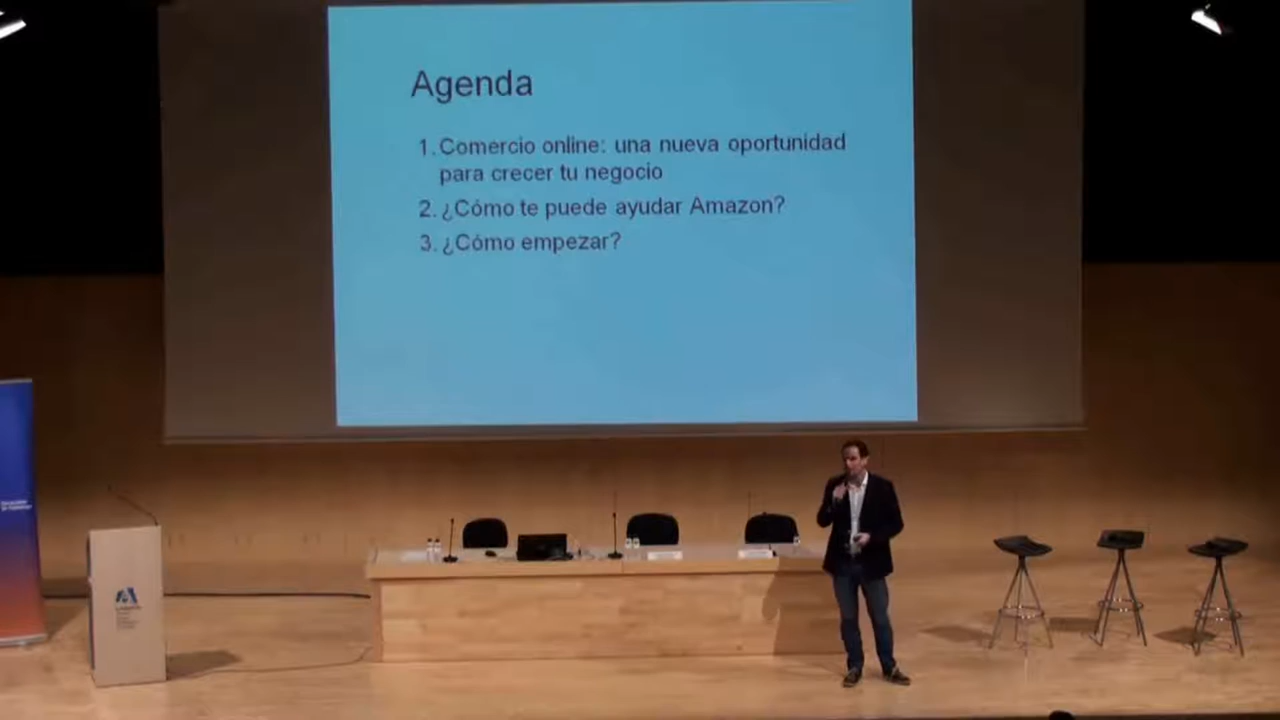 Agenda
1. Comercio online: una nueva oportunidad
para crecer tu negocio
2. ¿Cómo te puede ayudar Amazon?
3. ¿Cómo empezar?